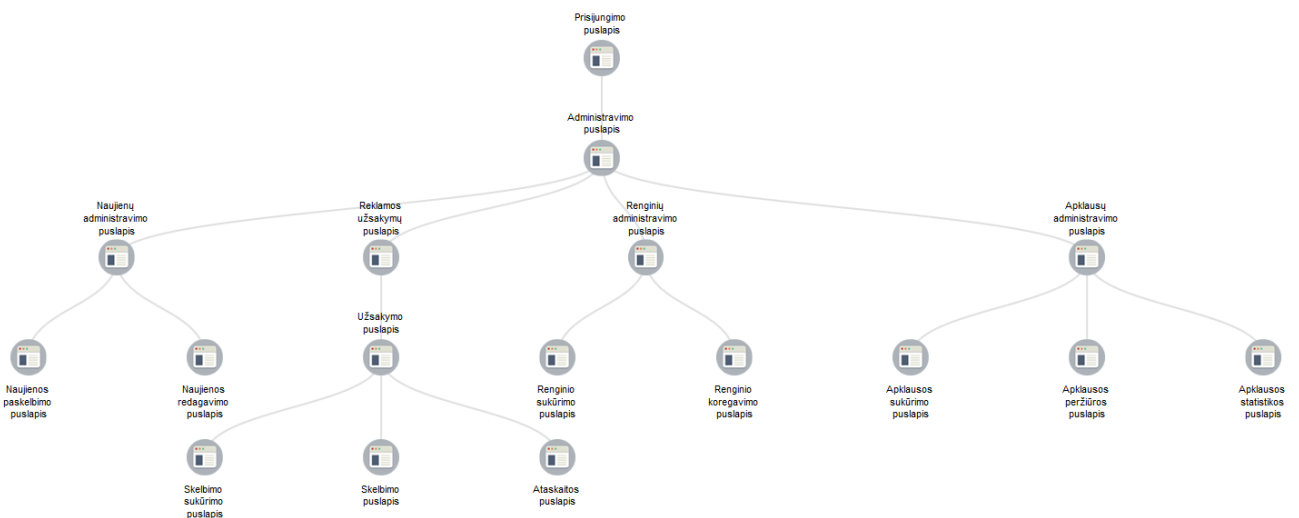 Prisijungimo
puslapis
Administravimo
puslapis
Naujienų
administravimo
puslapis
Reklamos
užsakymų
puslapis
Renginių
administravimo
puslapis
Apklausų
administravimo
puslapis
Užsakymo
puslapis
Naujienos
paskelbimo
puslapis
Naujienos
redagavimo
puslapis
Renginio
sukūrimo
puslapis
Renginio
koregavimo
puslapis
Apklausos
sukūrimo
puslapis
Apklausos
peržiūros
puslapis
Apklausos
statistikos
puslapis
Skelbimo
sukūrimo
puslapis
Skelbimo
puslapis
Ataskaitos
puslapis